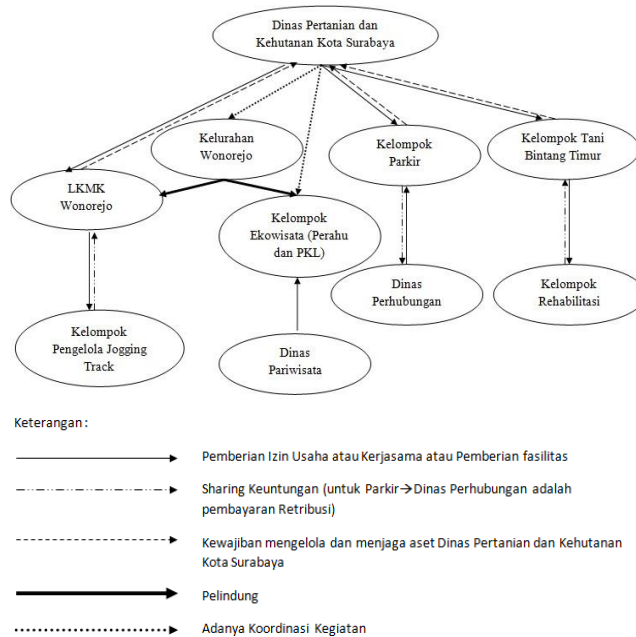 Dinas Pertanian dan
Kehutanan Kota Surabaya
Kelurahan
Wonorejo
Kelompok
Parkir
Kelompok Tani
Bintang Timur
LKMK
Wonorejo
Kelompok
Ekowisata (Perahu
dan PKL)
Dinas
Perhubungan
Kelompok
Rehabilitasi
Kelompok
Pengelola Jogging
Track
Dinas
Pariwisata
Keterangan :
Pemberian Izin Usaha atau Kerjasama atau Pemberian fasilitas
Sharing Keuntungan (untuk Parkir→Dinas Perhubungan adalah
pembayaran Retribusi)
Kewajiban mengelola dan menjaga aset Dinas Pertanian dan Kehutanan
Kota Surabaya
Pelindung
Adanya Koordinasi Kegiatan